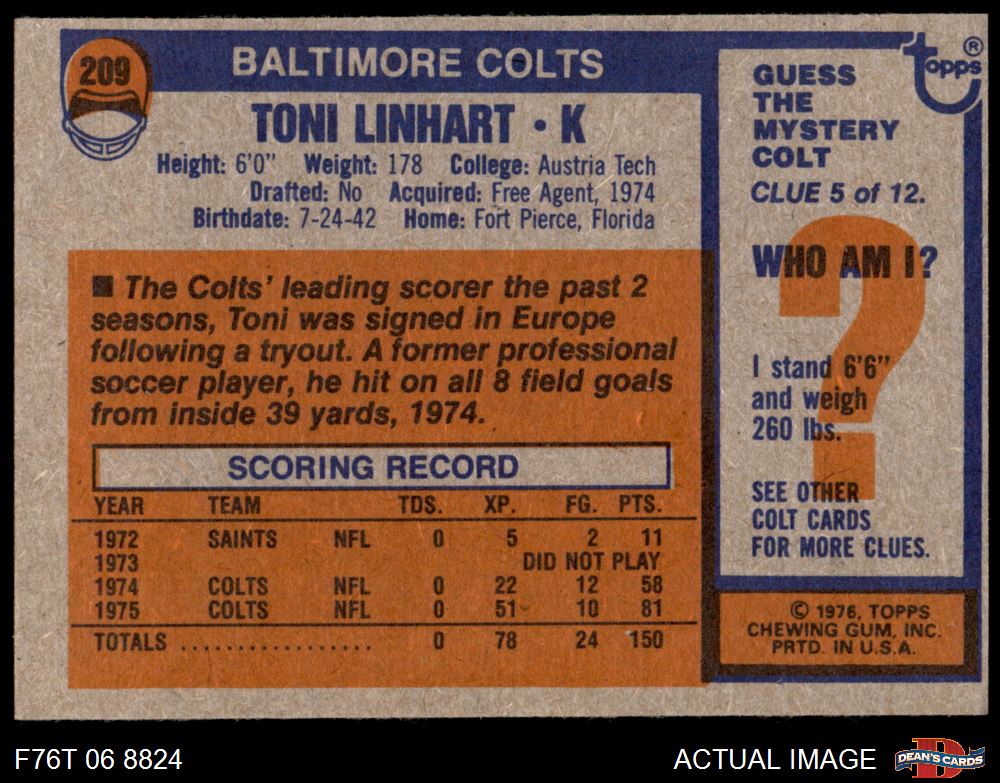 209
BALTIMORE COLTS
TONI LINHART • K
Height: 6'0" Weight: 178 College: Austria Tech
Drafted: No Acquired: Free Agent, 1974
Birthdate: 7-24-42 Home: Fort Pierce, Florida
■ The Colts' leading scorer the past 2
seasons, Toni was signed in Europe
following a tryout. A former professional
soccer player, he hit on all 8 field goals
from inside 39 yards, 1974.
SCORING RECORD
YEAR TEAM TDS. XP. FG. PTS.
1972 SAINTS NFL 0 5 2 11
1973 DID NOT PLAY
1974 COLTS NFL 0 22 12 58
1975 COLTS NFL 0 51 10 81
TOTALS ................. 0 78 24 150
topps ®
GUESS
THE
MYSTERY
COLT
CLUE 5 of 12.
?
WHO AM I?
I stand 6'6"
and weigh
260 lbs.
SEE OTHER
COLT CARDS
FOR MORE CLUES.
© 1976, TOPPS
CHEWING GUM, INC.
PRTD. IN U.S.A.
F76T 06 8824
ACTUAL IMAGE
D
DEAN'S CARDS